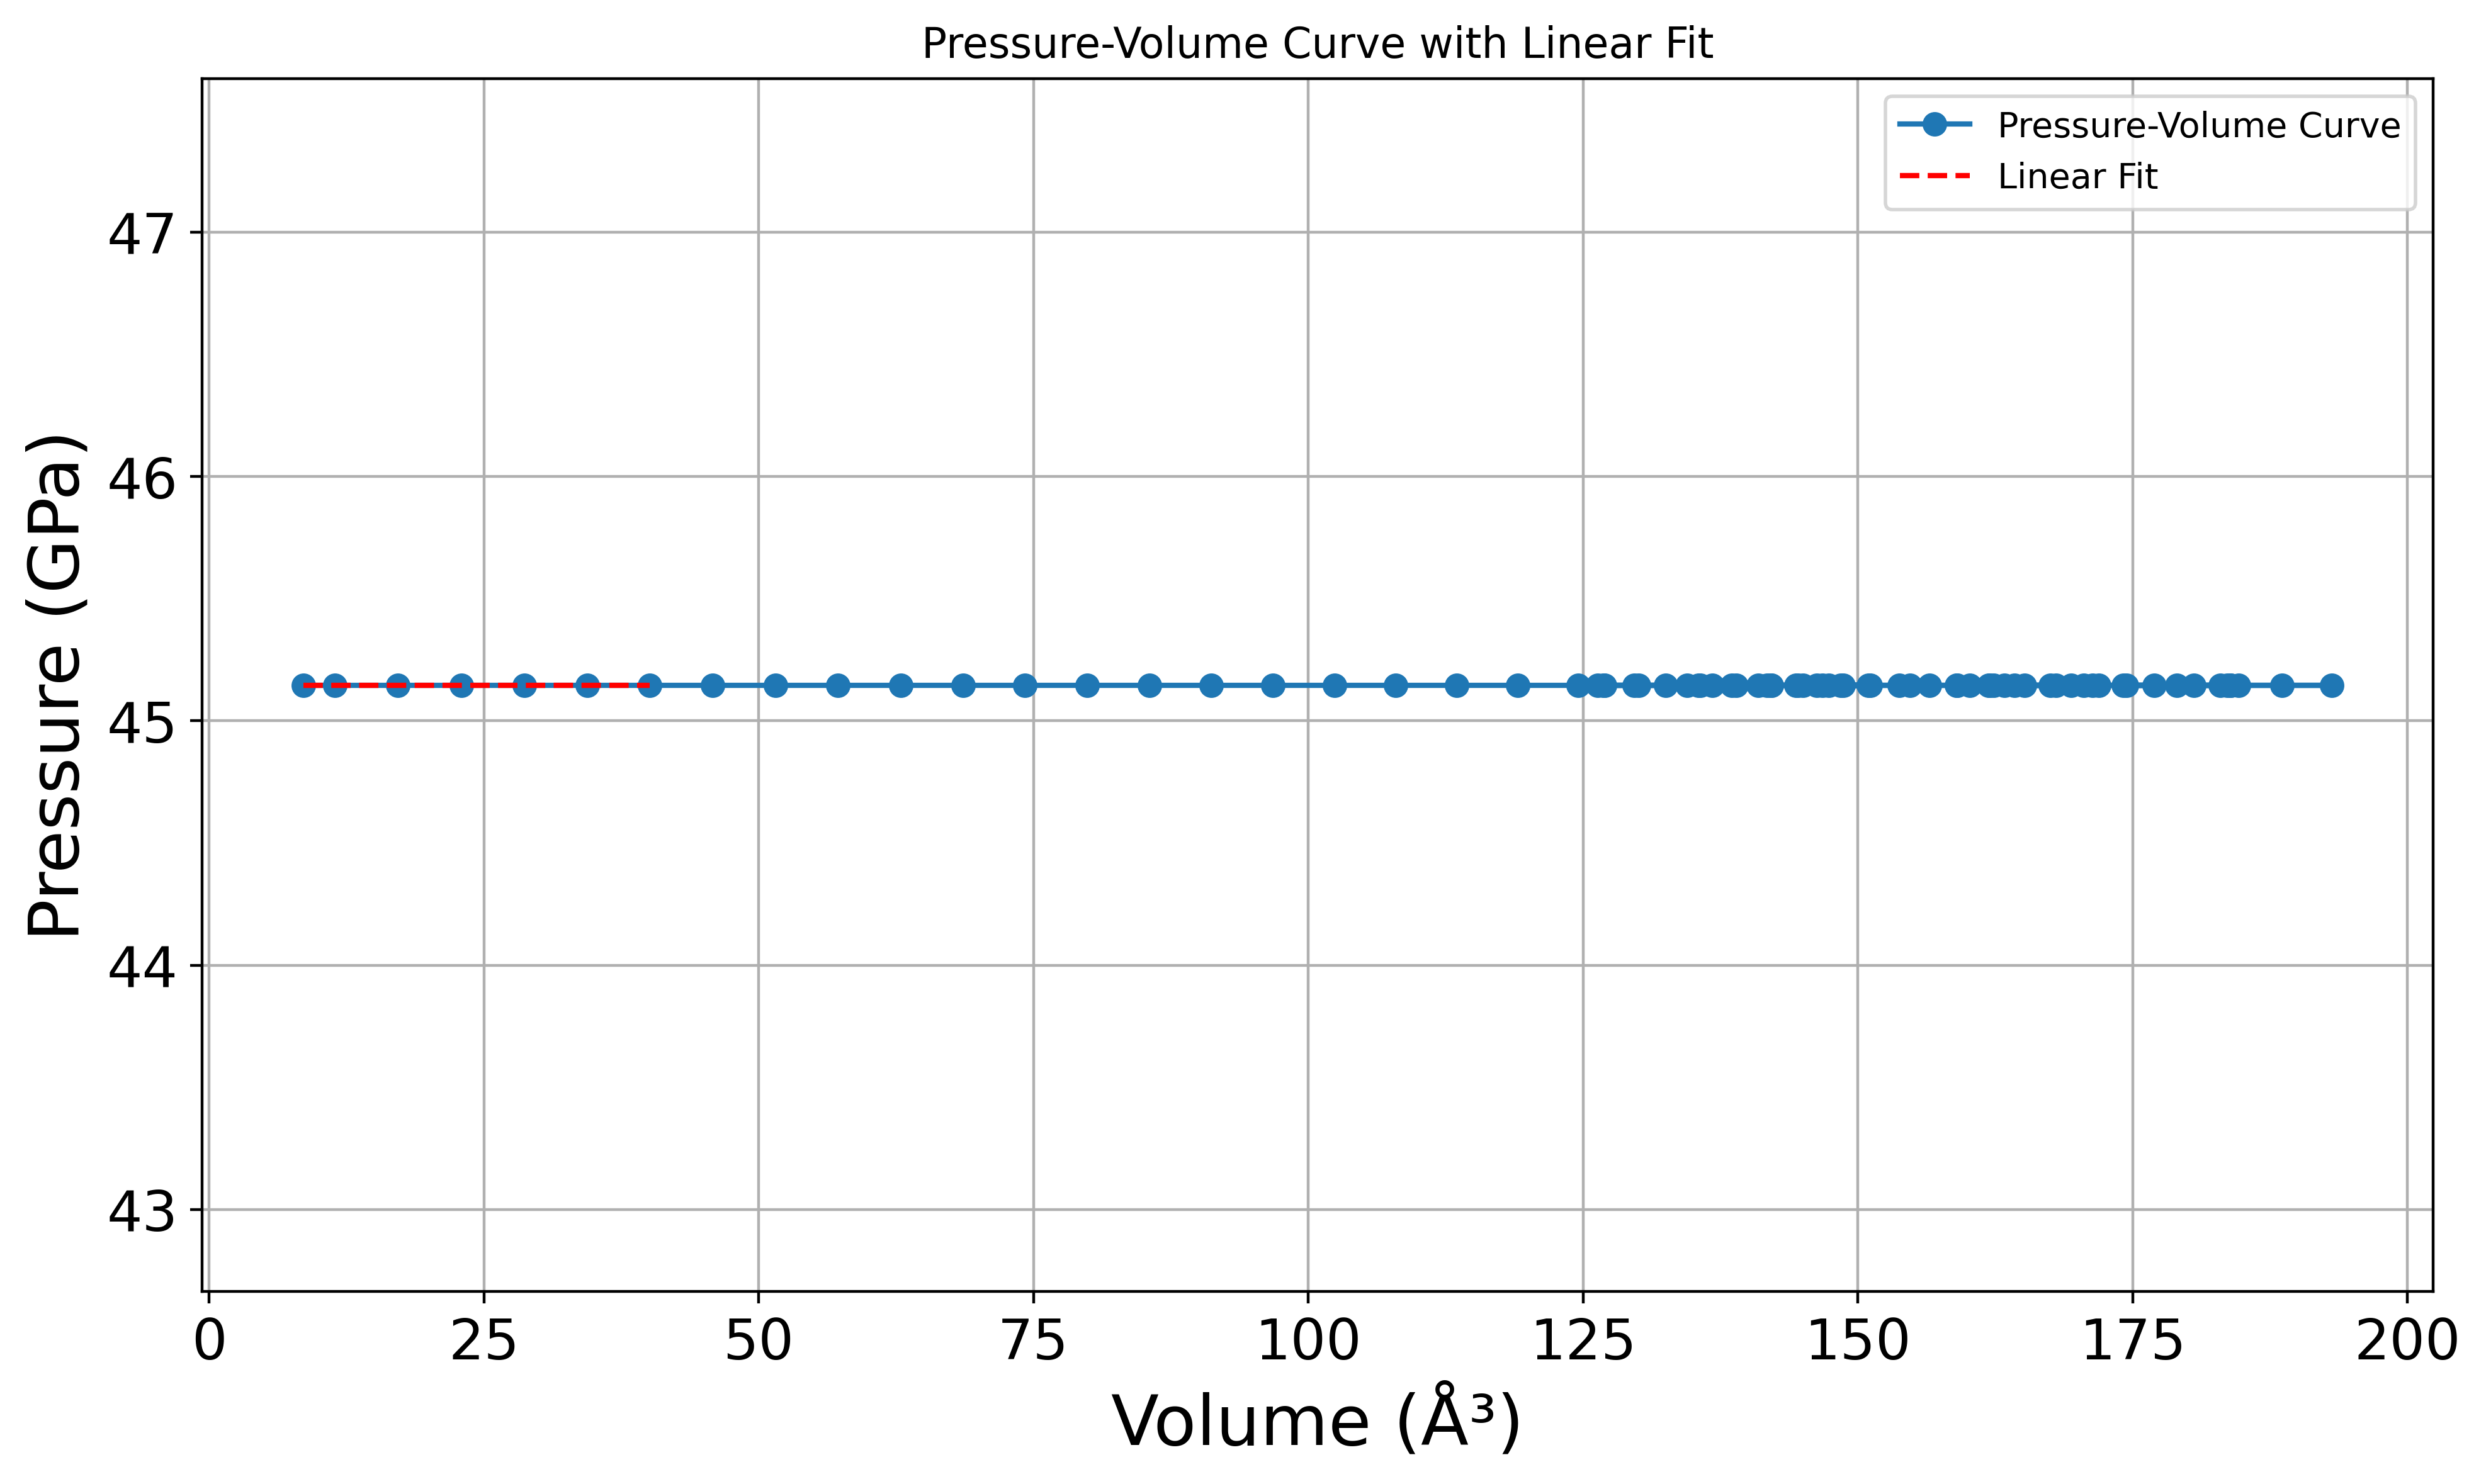 Pressure-Volume Curve with Linear Fit
Pressure-Volume Curve
Linear Fit
Pressure (GPa)
47
46
45
44
43
0 25 50 75 100 125 150 175 200
Volume (Å³)